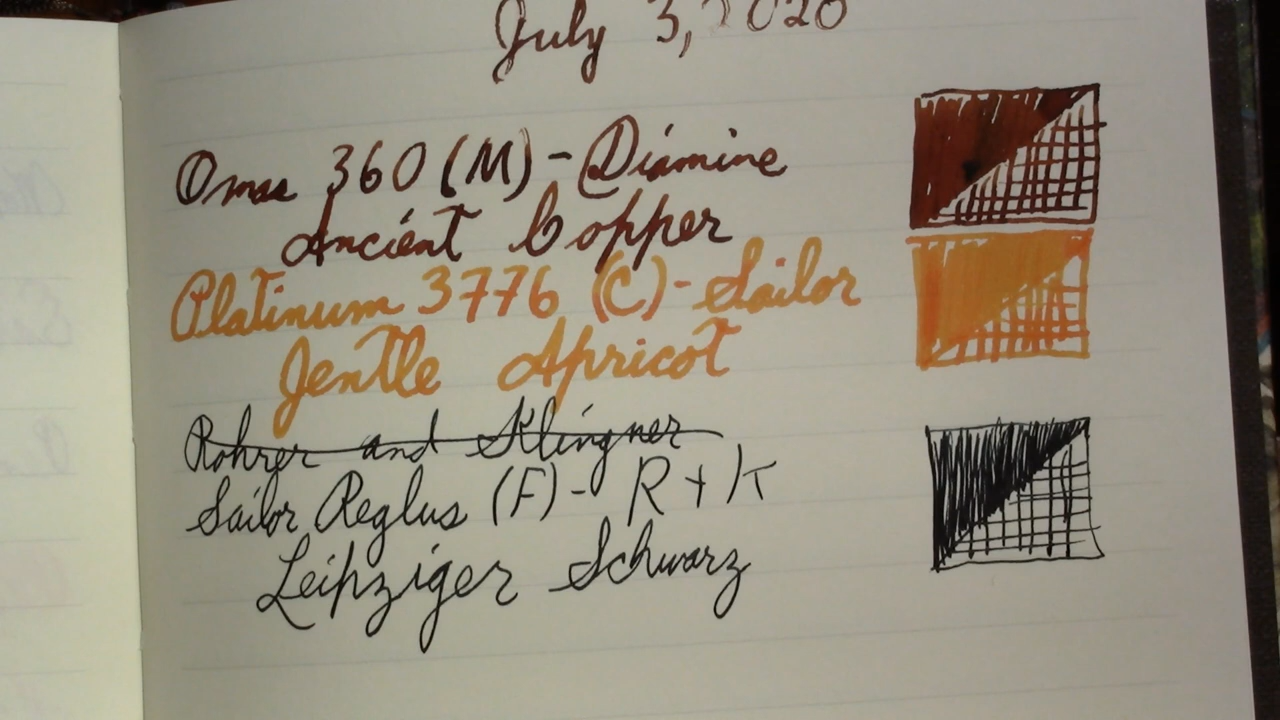 July 3, 2020
Omas 360 (M) - Diamine
Ancient Copper
Platinum 3776 (C) - Sailor
Jentle Apricot
Rohrer and Klingner
Sailor Reglus (F) - R + K
Leipziger Schwarz